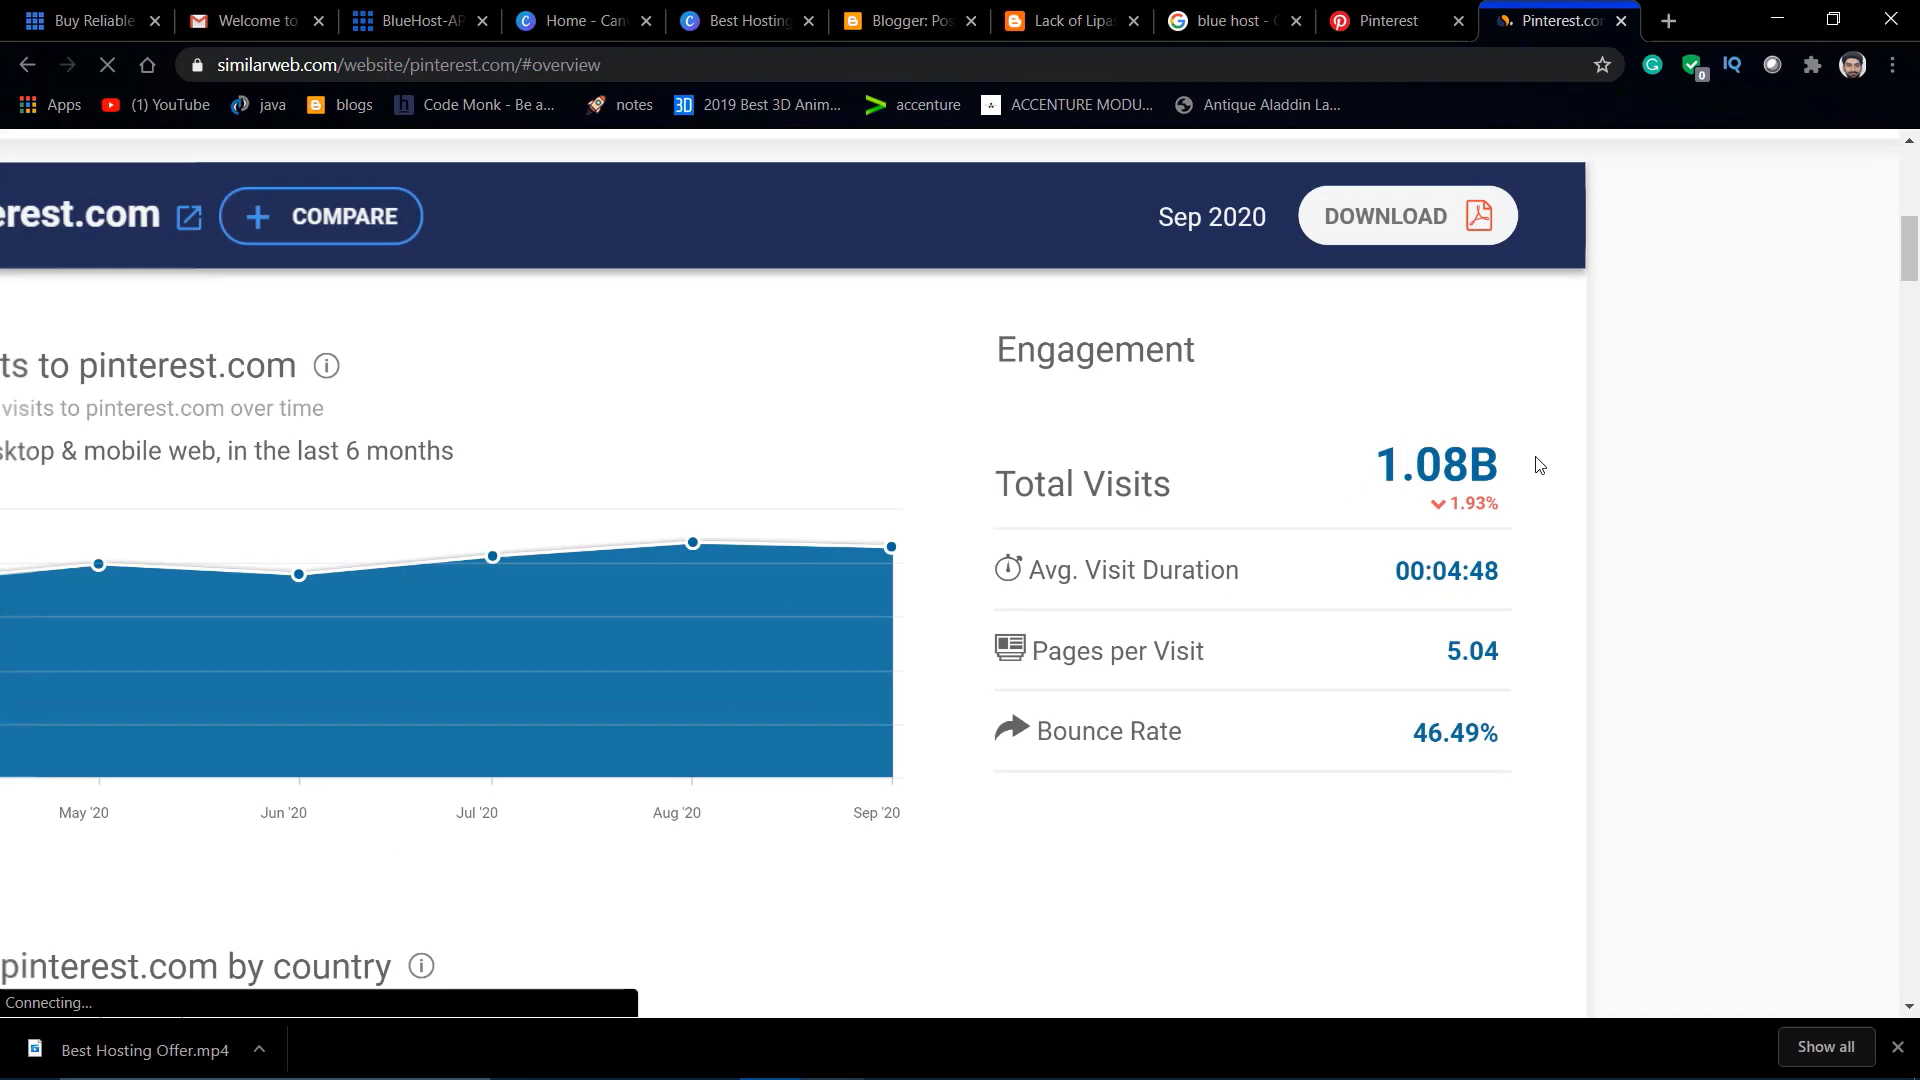 Buy Reliable
Welcome to
BlueHost-AP
Home - Can
Best Hosting
Blogger: Pos
Lack of Lipa
blue host - G
Pinterest
Pinterest.cor
similarweb.com/website/pinterest.com/#overview
0
IQ
Apps
(1) YouTube
java
blogs
Code Monk - Be a...
notes
3D
2019 Best 3D Anim...
accenture
ACCENTURE MODU...
Antique Aladdin La...
erest.com
+ COMPARE
Sep 2020
DOWNLOAD
ts to pinterest.com
visits to pinterest.com over time
sktop & mobile web, in the last 6 months
Engagement
Total Visits
1.08B
1.93%
Avg. Visit Duration
00:04:48
Pages per Visit
5.04
Bounce Rate
46.49%
May '20
Jun '20
Jul '20
Aug '20
Sep '20
pinterest.com by country
Connecting...
Best Hosting Offer.mp4
Show all